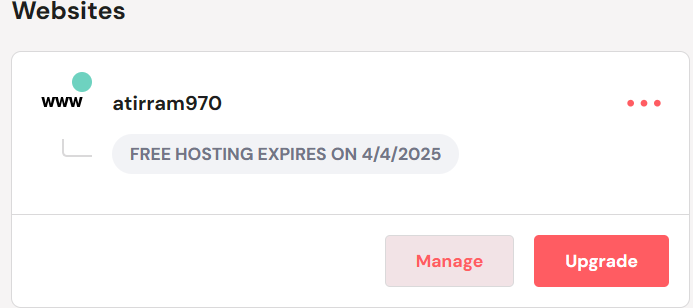 Websites
www
atirram970
FREE HOSTING EXPIRES ON 4/4/2025
Manage
Upgrade